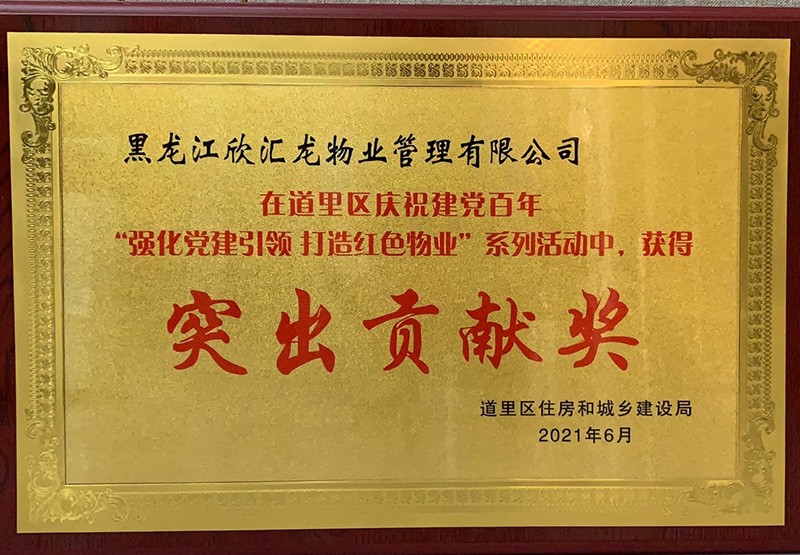 黑龙江欣汇龙物业管理有限公司
在道里区庆祝建党百年
“强化党建引领 打造红色物业”系列活动中，获得
突出贡献奖
道里区住房和城乡建设局
2021年6月